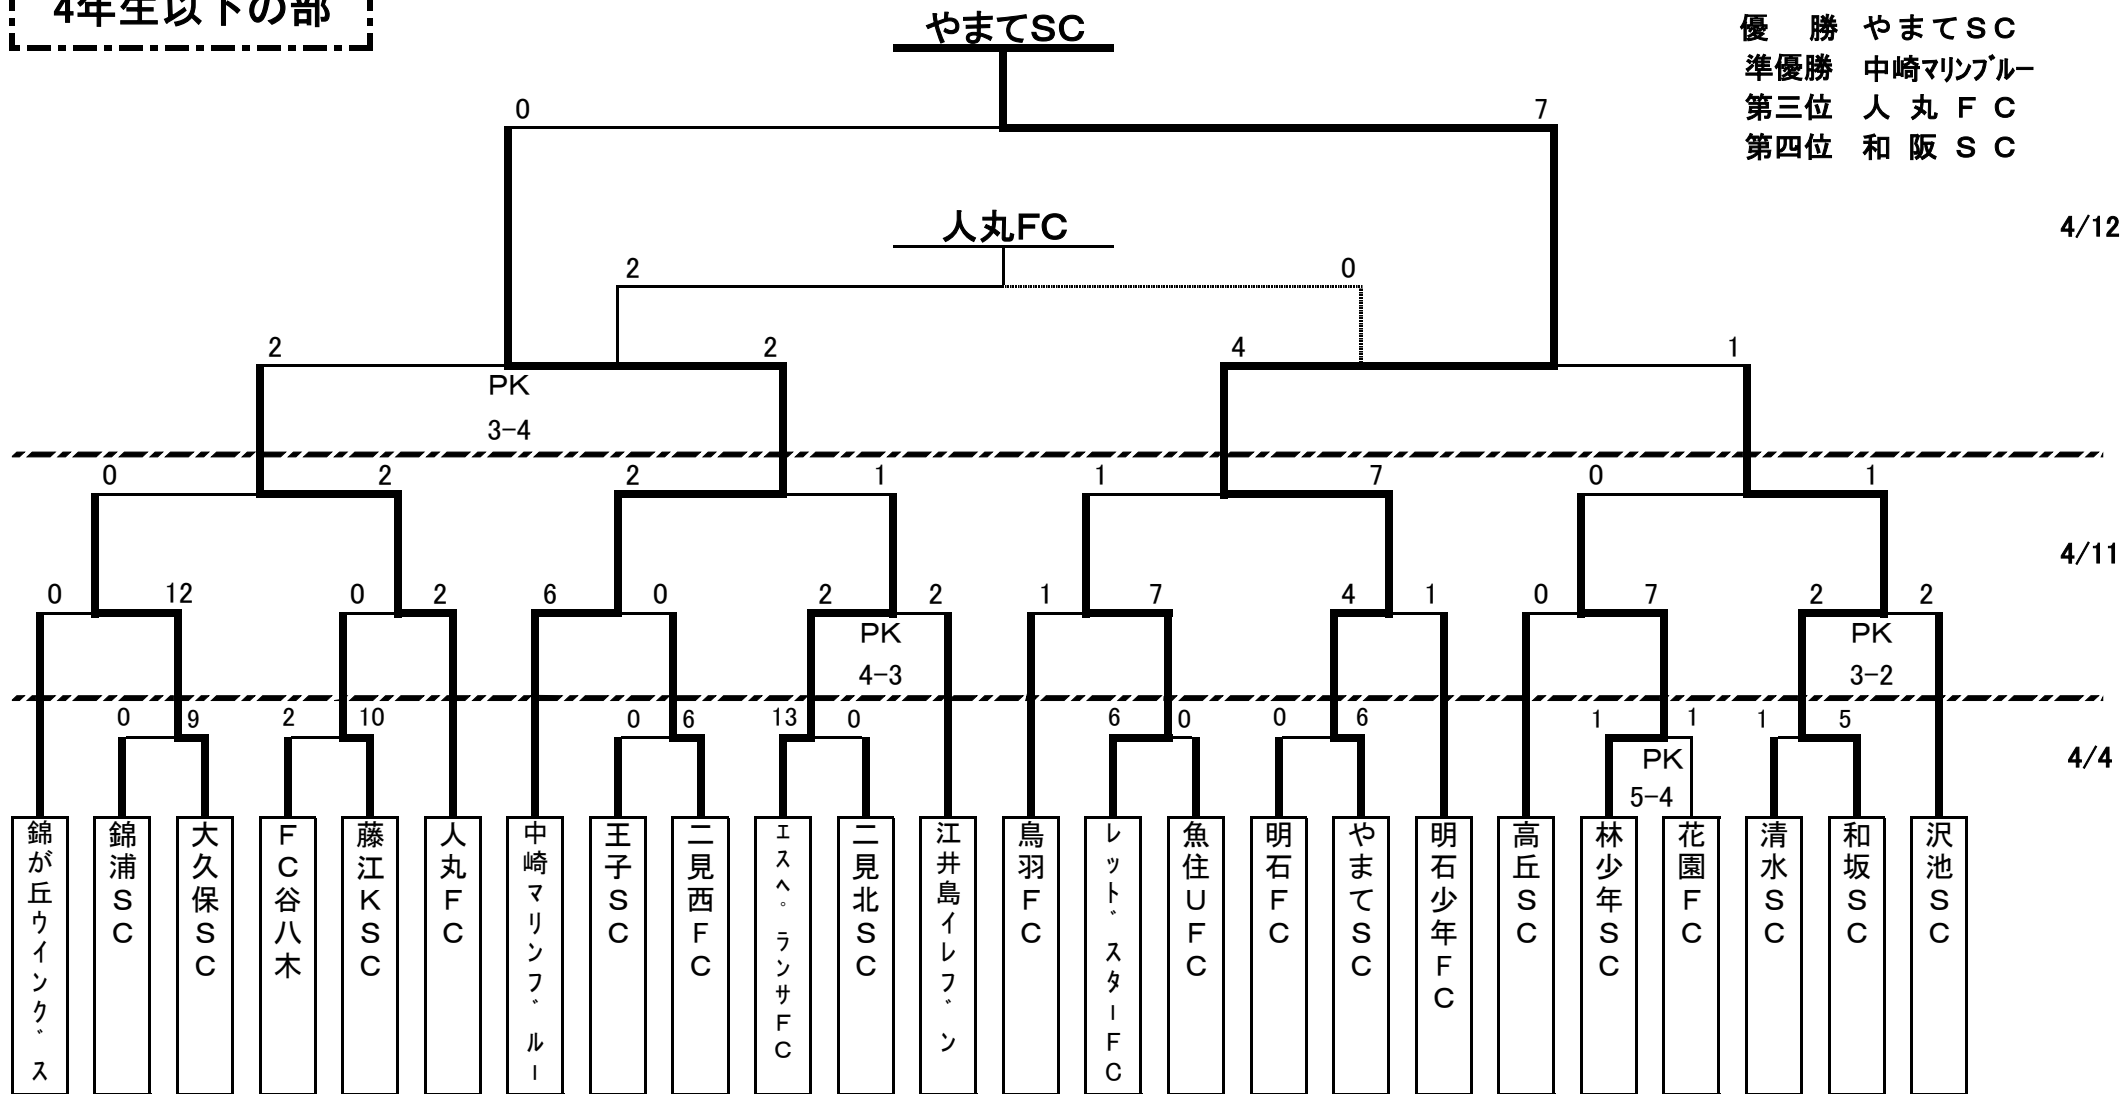 4年生以下の部
やまてSC
優　勝　やまてSC
準優勝　中崎マリンブルー
第三位　人丸FC
第四位　和阪SC
0 7
人丸FC
4/12
2 0
2 2 4 1
PK
3-4
0 2 2 1 1 7 0 1
4/11
0 12 0 2 6 0 2 2 1 7 4 1 0 7 2 2
PK PK
4-3 3-2
0 9 2 10 0 6 13 0 6 0 0 6 1 1 1 5
PK
4/4
5-4
錦が丘ウイングス
錦浦SC
大久保SC
FC谷八木
藤江KSC
人丸FC
中崎マリンブルー
王子SC
二見西FC
エスペランサFC
二見北SC
江井島イレブン
鳥羽FC
レッドスターFC
魚住UFC
明石FC
やまてSC
明石少年FC
高丘SC
林少年SC
花園FC
清水SC
和坂SC
沢池SC